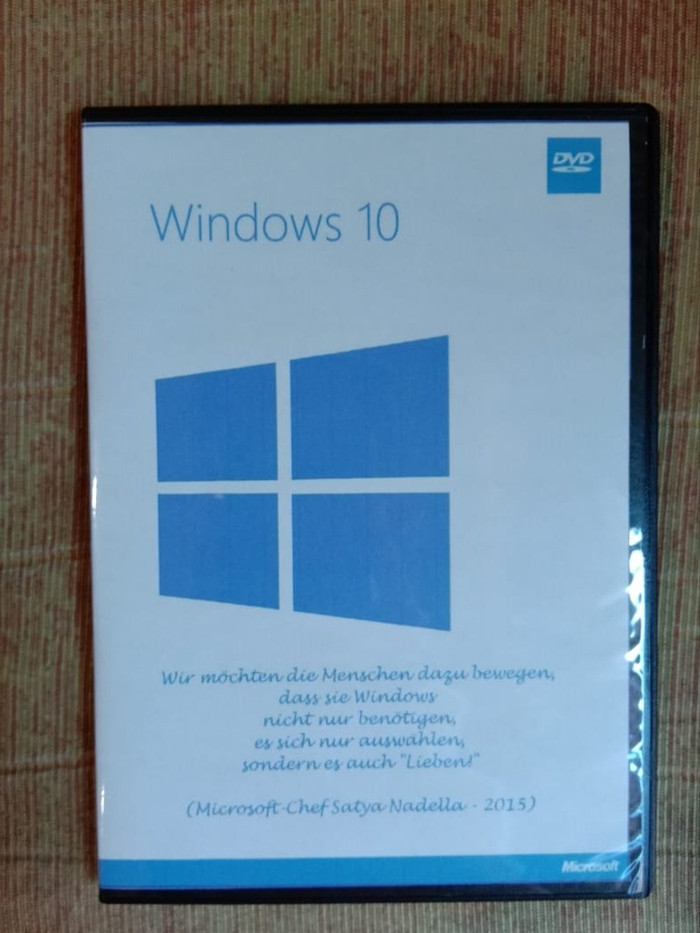 DVD
Windows 10
Wir möchten die Menschen dazu bewegen,
dass sie Windows
nicht nur benötigen,
es sich nur auswählen,
sondern es auch "Lieben!"
(Microsoft-Chef Satya Nadella - 2015)
Microsoft